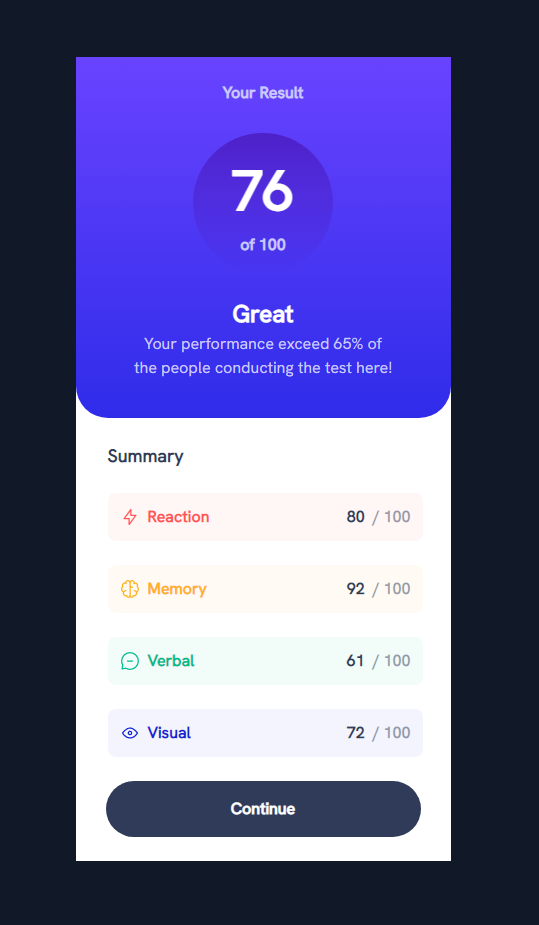 Your Result
76
of 100
Great
Your performance exceed 65% of
the people conducting the test here!
Summary
Reaction 80 / 100
Memory 92 / 100
Verbal 61 / 100
Visual 72 / 100
Continue